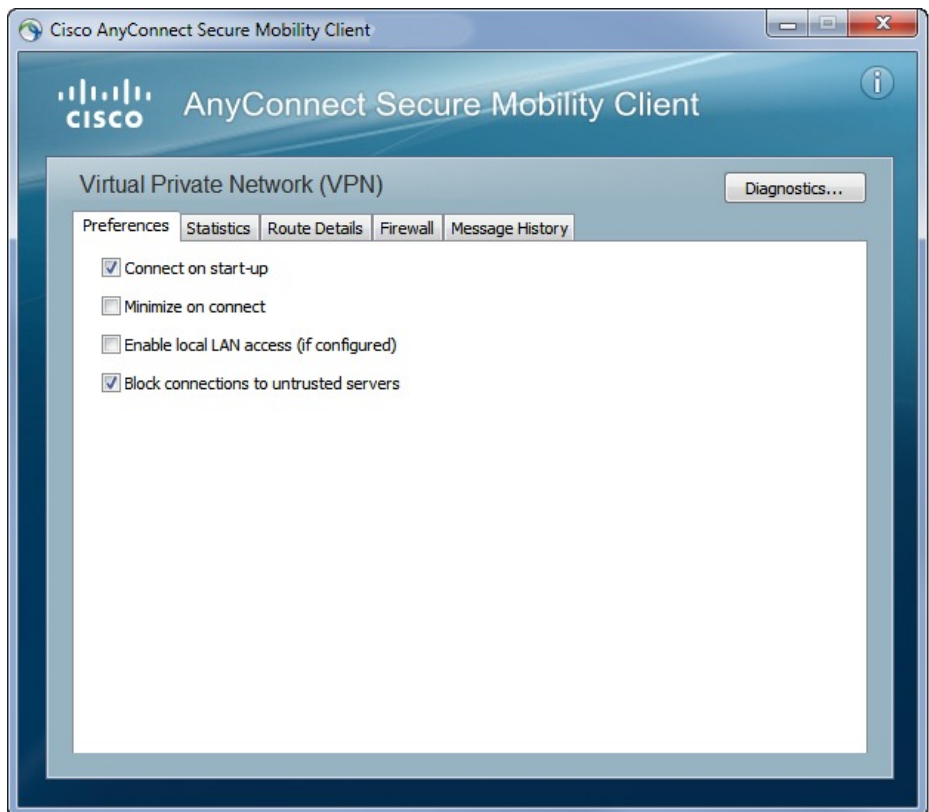 Cisco AnyConnect Secure Mobility Client
CISCO AnyConnect Secure Mobility Client
Virtual Private Network (VPN) Diagnostics...
Preferences Statistics Route Details Firewall Message History
Connect on start-up
Minimize on connect
Enable local LAN access (if configured)
Block connections to untrusted servers